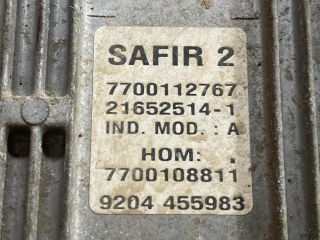 SAFIR 2
7700112767
21652514-1
IND. MOD. : A
HOM: .
7700108811
9204 455983